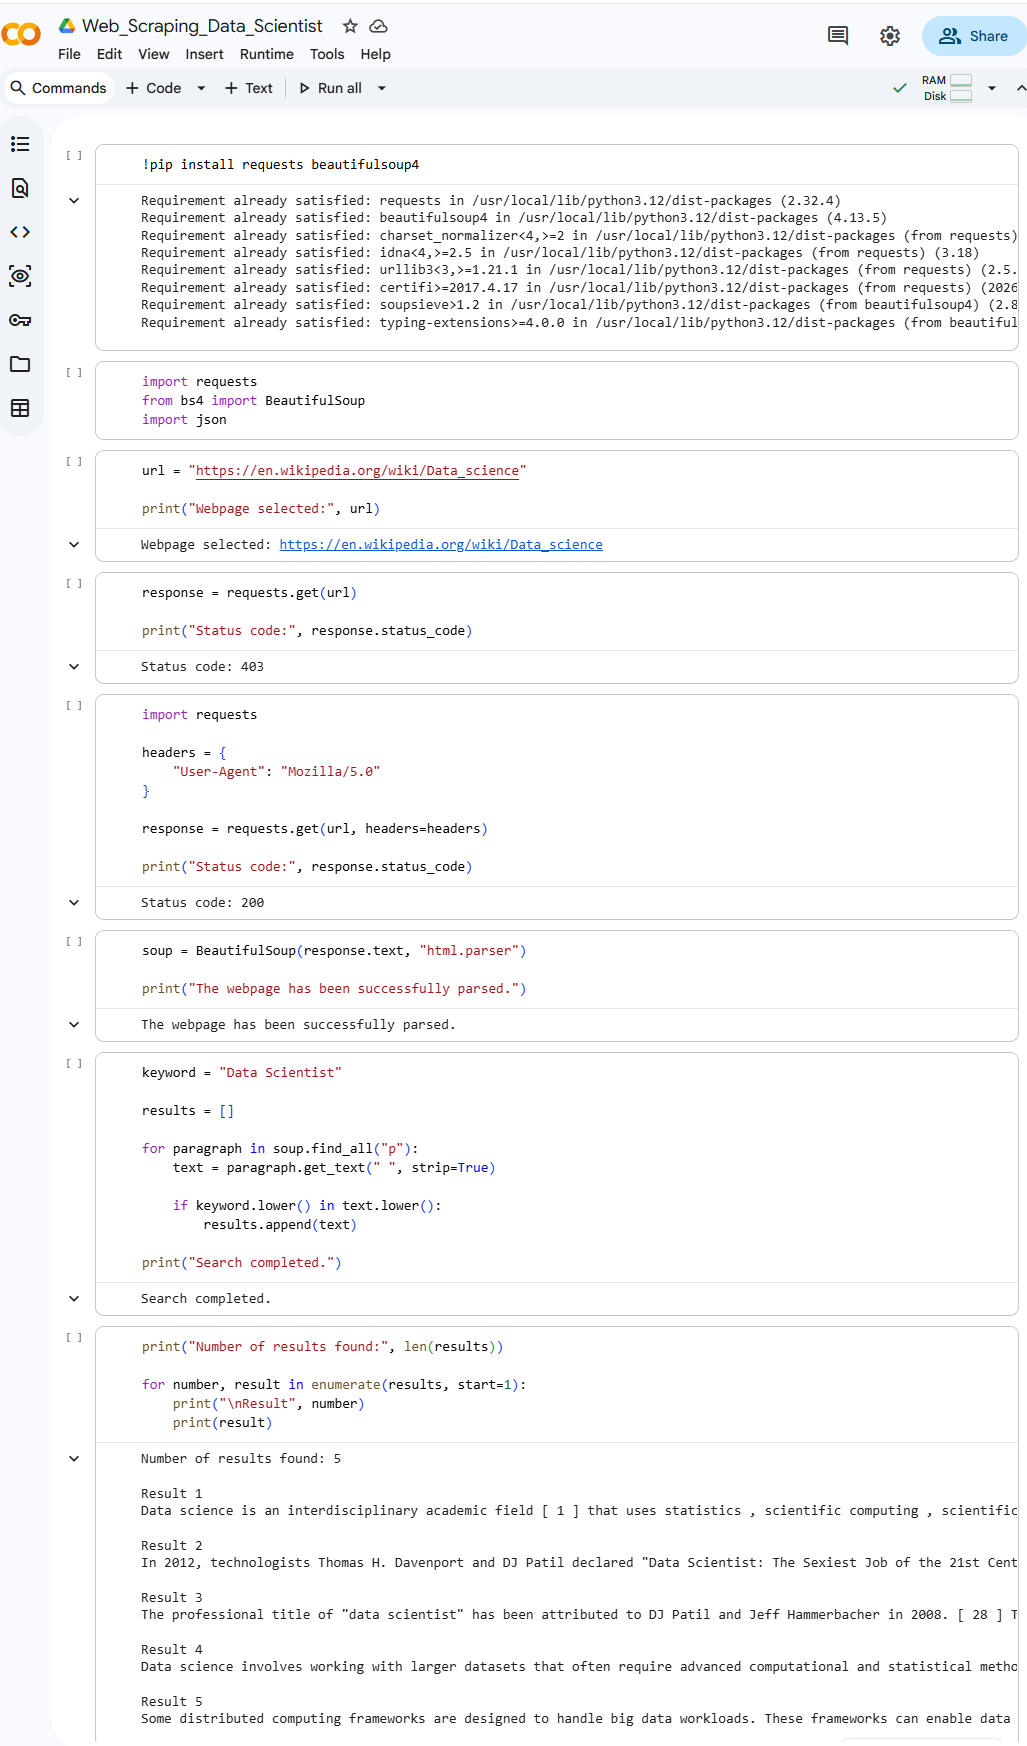 Web_Scraping_Data_Scientist
File Edit View Insert Runtime Tools Help
Share
Commands + Code + Text Run all
RAM
Disk
[ ]
!pip install requests beautifulsoup4
Requirement already satisfied: requests in /usr/local/lib/python3.12/dist-packages (2.32.4)
Requirement already satisfied: beautifulsoup4 in /usr/local/lib/python3.12/dist-packages (4.13.5)
Requirement already satisfied: charset_normalizer<4,>=2 in /usr/local/lib/python3.12/dist-packages (from requests)
Requirement already satisfied: idna<4,>=2.5 in /usr/local/lib/python3.12/dist-packages (from requests) (3.18)
Requirement already satisfied: urllib3<3,>=1.21.1 in /usr/local/lib/python3.12/dist-packages (from requests) (2.5.
Requirement already satisfied: certifi>=2017.4.17 in /usr/local/lib/python3.12/dist-packages (from requests) (2026
Requirement already satisfied: soupsieve>1.2 in /usr/local/lib/python3.12/dist-packages (from beautifulsoup4) (2.8
Requirement already satisfied: typing-extensions>=4.0.0 in /usr/local/lib/python3.12/dist-packages (from beautiful
[ ]
import requests
from bs4 import BeautifulSoup
import json
[ ]
url = "https://en.wikipedia.org/wiki/Data_science"
print("Webpage selected:", url)
Webpage selected: https://en.wikipedia.org/wiki/Data_science
[ ]
response = requests.get(url)
print("Status code:", response.status_code)
Status code: 403
[ ]
import requests
headers = {
    "User-Agent": "Mozilla/5.0"
}
response = requests.get(url, headers=headers)
print("Status code:", response.status_code)
Status code: 200
[ ]
soup = BeautifulSoup(response.text, "html.parser")
print("The webpage has been successfully parsed.")
The webpage has been successfully parsed.
[ ]
keyword = "Data Scientist"
results = []
for paragraph in soup.find_all("p"):
    text = paragraph.get_text(" ", strip=True)
    if keyword.lower() in text.lower():
        results.append(text)
print("Search completed.")
Search completed.
[ ]
print("Number of results found:", len(results))
for number, result in enumerate(results, start=1):
    print("\nResult", number)
    print(result)
Number of results found: 5
Result 1
Data science is an interdisciplinary academic field [ 1 ] that uses statistics , scientific computing , scientific
Result 2
In 2012, technologists Thomas H. Davenport and DJ Patil declared "Data Scientist: The Sexiest Job of the 21st Cent
Result 3
The professional title of "data scientist" has been attributed to DJ Patil and Jeff Hammerbacher in 2008. [ 28 ] T
Result 4
Data science involves working with larger datasets that often require advanced computational and statistical metho
Result 5
Some distributed computing frameworks are designed to handle big data workloads. These frameworks can enable data